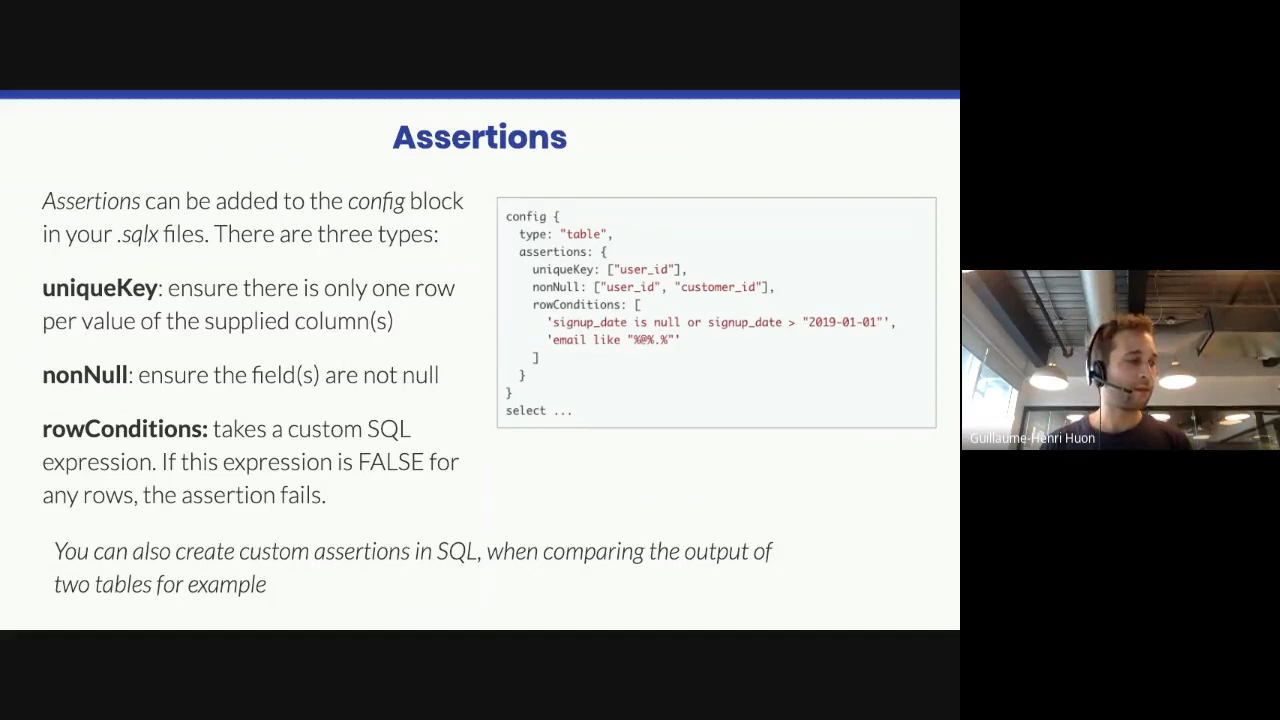 Assertions
Assertions can be added to the config block
in your .sqlx files. There are three types:
uniqueKey: ensure there is only one row
per value of the supplied column(s)
nonNull: ensure the field(s) are not null
rowConditions: takes a custom SQL
expression. If this expression is FALSE for
any rows, the assertion fails.
You can also create custom assertions in SQL, when comparing the output of
two tables for example
config {
  type: "table",
  assertions: {
    uniqueKey: ["user_id"],
    nonNull: ["user_id", "customer_id"],
    rowConditions: [
      'signup_date is null or signup_date > "2019-01-01"',
      'email like "%@%.%"'
    ]
  }
}
select ...
Guillaume-Henri Huon